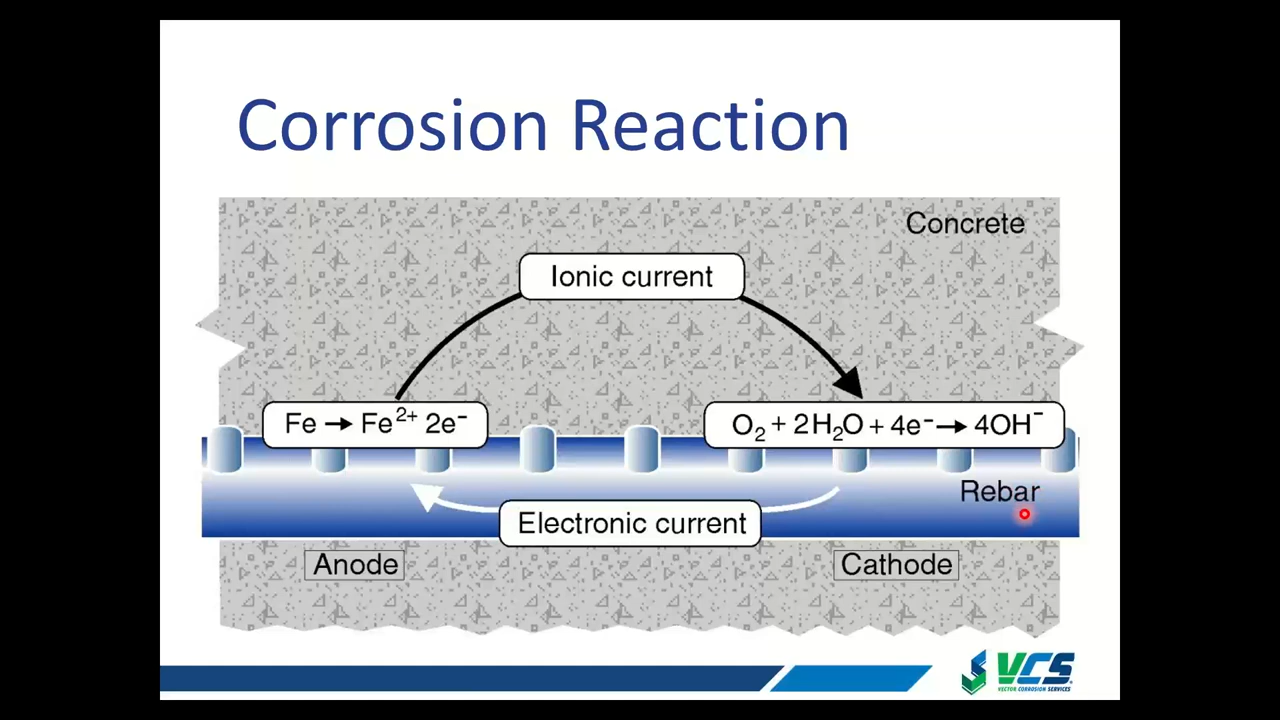 Corrosion Reaction
Concrete
Ionic current
Fe → Fe²⁺ 2e⁻
O₂ + 2H₂O + 4e⁻ → 4OH⁻
Rebar
Electronic current
Anode
Cathode
VCS
VECTOR CORROSION SERVICES